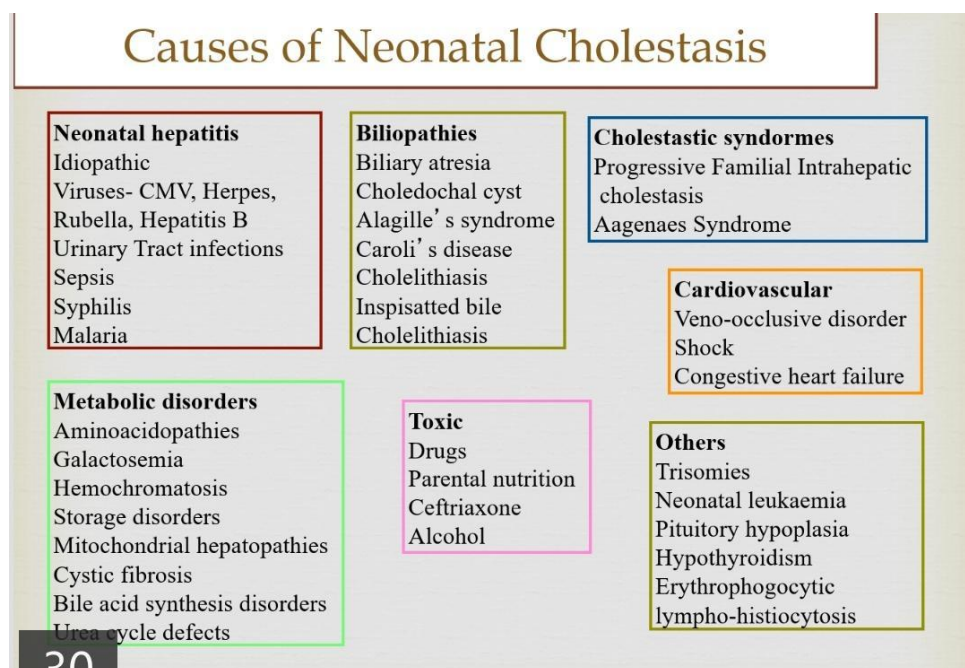 Causes of Neonatal Cholestasis
Neonatal hepatitis
Idiopathic
Viruses- CMV, Herpes,
Rubella, Hepatitis B
Urinary Tract infections
Sepsis
Syphilis
Malaria
Biliopathies
Biliary atresia
Choledochal cyst
Alagille’s syndrome
Caroli’s disease
Cholelithiasis
Inspisatted bile
Cholelithiasis
Cholestastic syndormes
Progressive Familial Intrahepatic
cholestasis
Aagenaes Syndrome
Cardiovascular
Veno-occlusive disorder
Shock
Congestive heart failure
Metabolic disorders
Aminoacidopathies
Galactosemia
Hemochromatosis
Storage disorders
Mitochondrial hepatopathies
Cystic fibrosis
Bile acid synthesis disorders
Urea cycle defects
Toxic
Drugs
Parental nutrition
Ceftriaxone
Alcohol
Others
Trisomies
Neonatal leukaemia
Pituitory hypoplasia
Hypothyroidism
Erythrophogocytic
lympho-histiocytosis
30